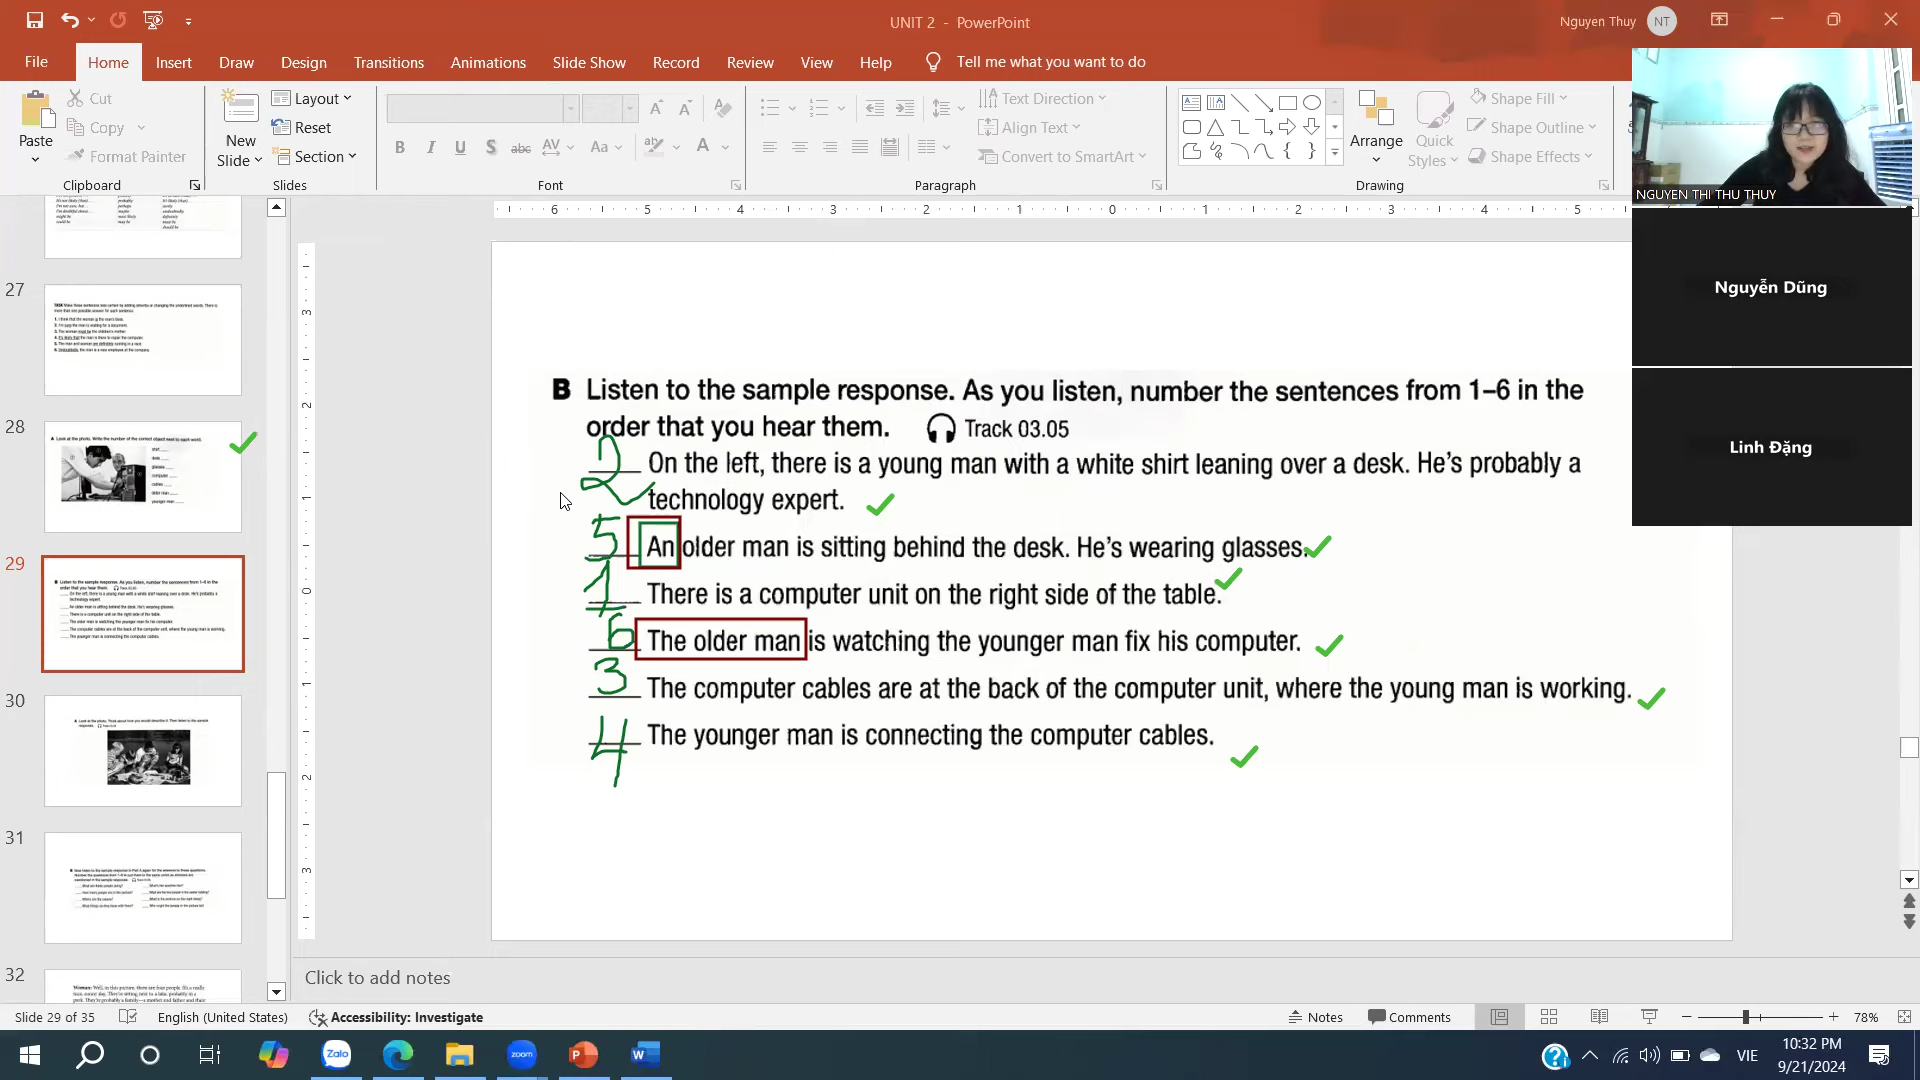 UNIT 2 - PowerPoint
Nguyen Thuy
NT
File
Home
Insert
Draw
Design
Transitions
Animations
Slide Show
Record
Review
View
Help
Tell me what you want to do
Paste
Cut
Copy
Format Painter
Clipboard
New Slide
Layout
Reset
Section
Slides
Font
Text Direction
Align Text
Convert to SmartArt
Paragraph
Arrange
Quick Styles
Shape Fill
Shape Outline
Shape Effects
Drawing
NGUYEN THI THU THUY
Nguyễn Dũng
Linh Đặng
27
28
29
30
31
32
B Listen to the sample response. As you listen, number the sentences from 1–6 in the
order that you hear them. Track 03.05
2 On the left, there is a young man with a white shirt leaning over a desk. He's probably a
technology expert.
5 An older man is sitting behind the desk. He's wearing glasses.
1 There is a computer unit on the right side of the table.
6 The older man is watching the younger man fix his computer.
3 The computer cables are at the back of the computer unit, where the young man is working.
4 The younger man is connecting the computer cables.
Click to add notes
Slide 29 of 35
English (United States)
Accessibility: Investigate
Notes
Comments
78%
Zalo
zoom
VIE
10:32 PM
9/21/2024